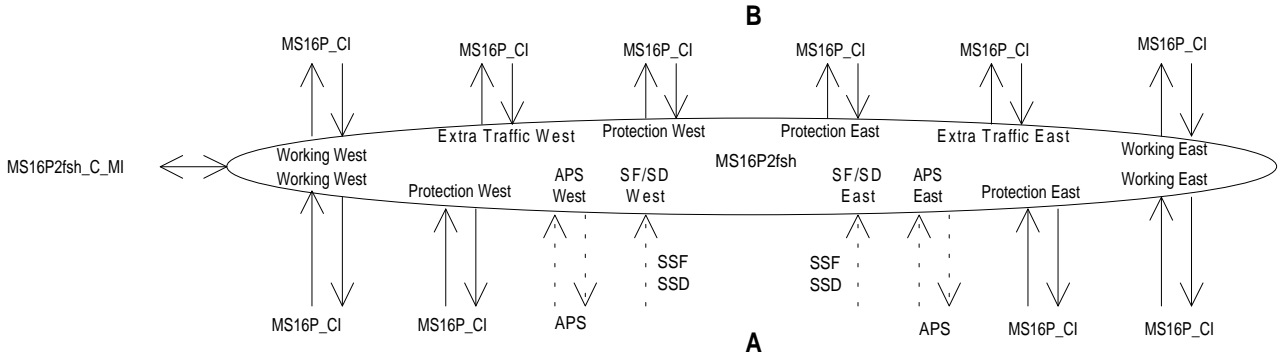 B
MS16P_CI MS16P_CI MS16P_CI MS16P_CI MS16P_CI MS16P_CI
Extra Traffic West Protection West Protection East Extra Traffic East
Working West MS16P2fsh Working East
MS16P2fsh_C_MI
Working West Protection West APS West SF/SD West SF/SD East APS East Protection East Working East
SSF SSF
SSD SSD
MS16P_CI MS16P_CI APS APS MS16P_CI MS16P_CI
A